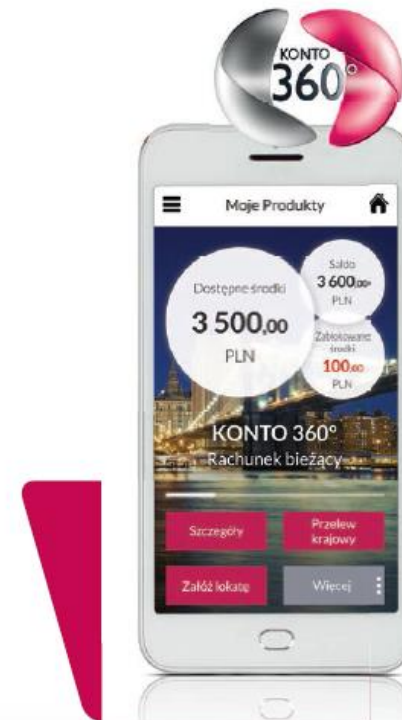 KONTO
360°
Moje Produkty
Dostępne środki
3 500,00
PLN
Saldo
3 600,00
PLN
Zablokowane
środki
100,00
PLN
KONTO 360°
Rachunek bieżący
Szczegóły
Przelew
krajowy
Załóż lokatę
Więcej